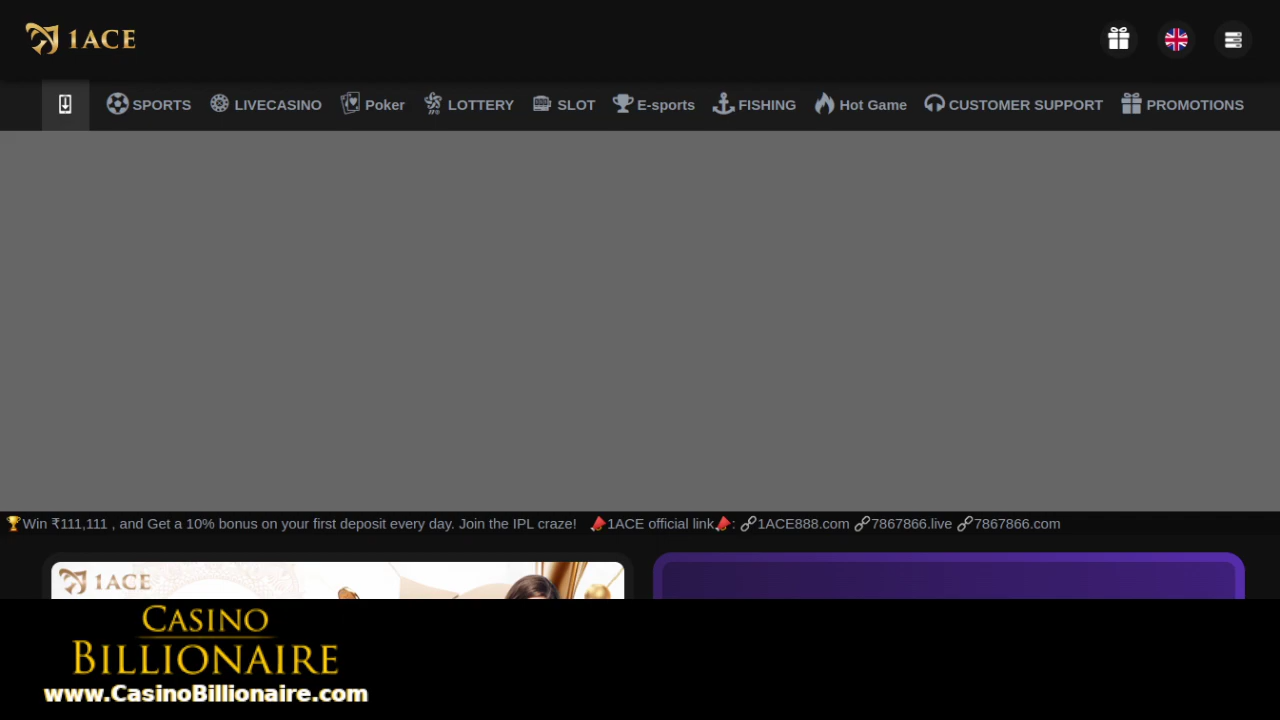 1ACE
SPORTS LIVECASINO Poker LOTTERY SLOT E-sports FISHING Hot Game CUSTOMER SUPPORT PROMOTIONS
🏆Win ₹111,111 , and Get a 10% bonus on your first deposit every day. Join the IPL craze! 📣1ACE official link📣: 🔗1ACE888.com 🔗7867866.live 🔗7867866.com
1ACE
CASINO
BILLIONAIRE
www.CasinoBillionaire.com